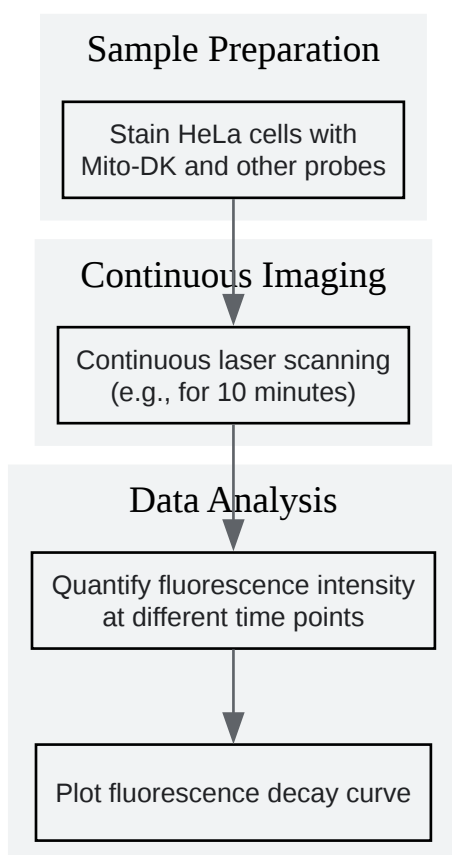 Sample Preparation
Stain HeLa cells with
Mito-DK and other probes
Continuous Imaging
Continuous laser scanning
(e.g., for 10 minutes)
Data Analysis
Quantify fluorescence intensity
at different time points
Plot fluorescence decay curve